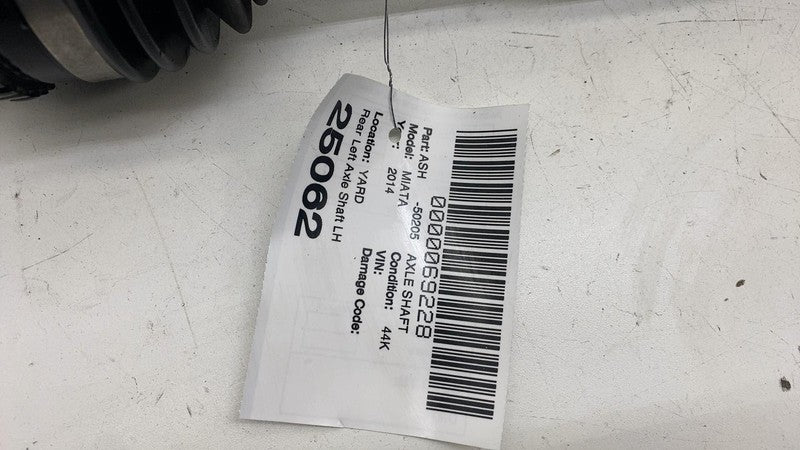 0000069228
Part: ASH -50205 AXLE SHAFT
Model: MIATA Condition: 44K
Y 2014 VIN:
Location: YARD Damage Code:
Rear Left Axle Shaft LH
25062